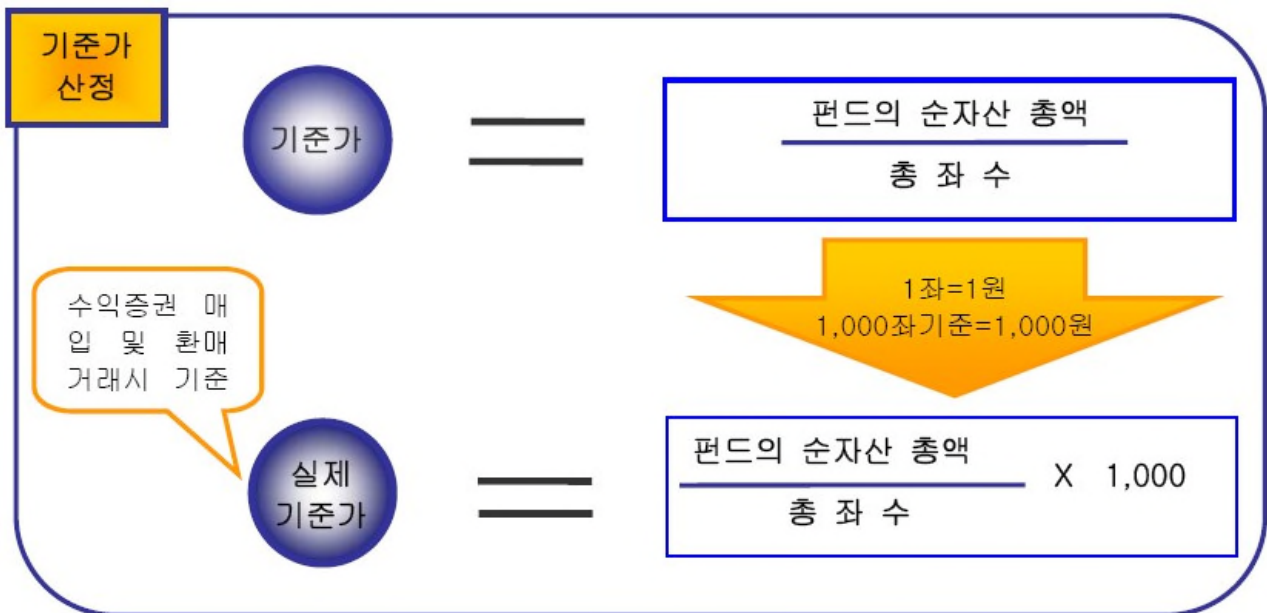 기준가
산정
기준가
펀드의 순자산 총액
총 좌 수
1좌=1원
1,000좌기준=1,000원
수익증권 매
입 및 환매
거래시 기준
실제
기준가
펀드의 순자산 총액
X 1,000
총 좌 수